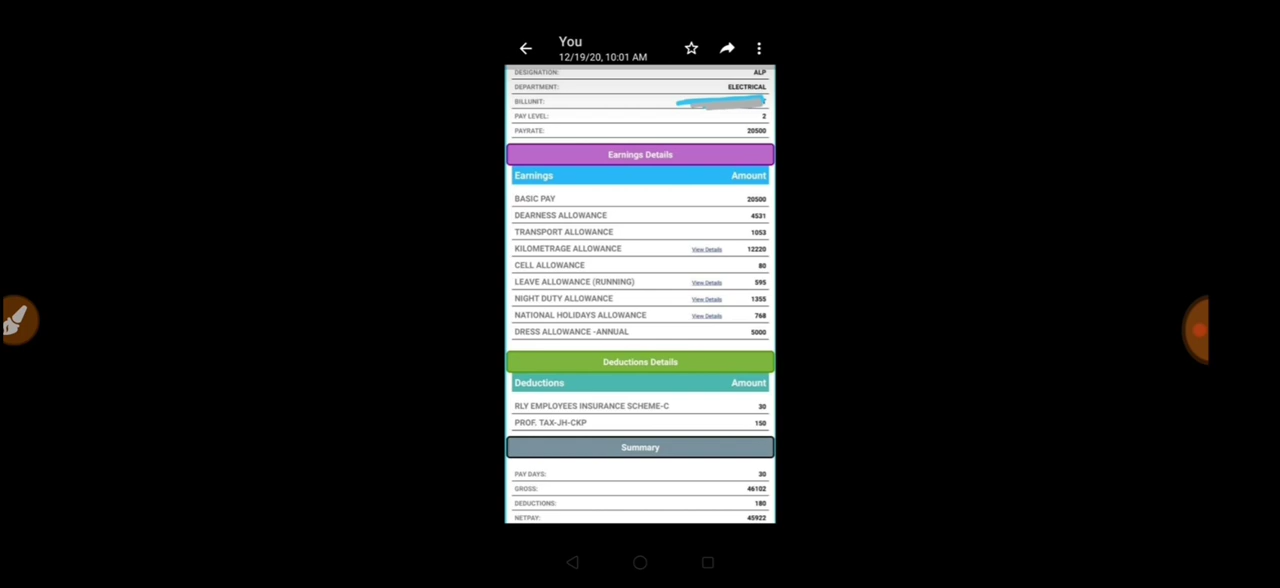 You
12/19/20, 10:01 AM
DESIGNATION: ALP
DEPARTMENT: ELECTRICAL
BILLUNIT:
PAY LEVEL: 2
PAYRATE: 20500
Earnings Details
Earnings Amount
BASIC PAY 20500
DEARNESS ALLOWANCE 4531
TRANSPORT ALLOWANCE 1053
KILOMETRAGE ALLOWANCE View Details 12220
CELL ALLOWANCE 80
LEAVE ALLOWANCE (RUNNING) View Details 595
NIGHT DUTY ALLOWANCE View Details 1355
NATIONAL HOLIDAYS ALLOWANCE View Details 768
DRESS ALLOWANCE -ANNUAL 5000
Deductions Details
Deductions Amount
RLY EMPLOYEES INSURANCE SCHEME-C 30
PROF. TAX-JH-CKP 150
Summary
PAY DAYS: 30
GROSS: 46102
DEDUCTIONS: 180
NETPAY: 45922